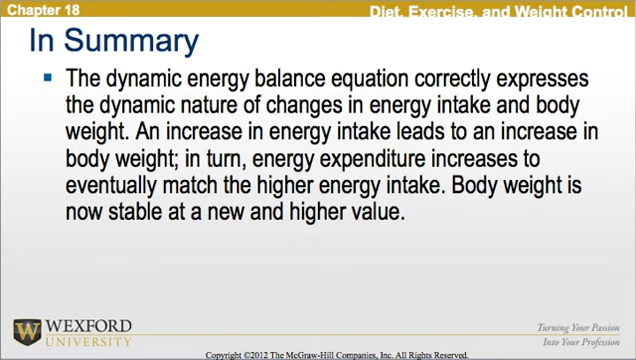 Chapter 18
Diet, Exercise, and Weight Control
In Summary
The dynamic energy balance equation correctly expresses
the dynamic nature of changes in energy intake and body
weight. An increase in energy intake leads to an increase in
body weight; in turn, energy expenditure increases to
eventually match the higher energy intake. Body weight is
now stable at a new and higher value.
W
WEXFORD
UNIVERSITY
Turning Your Passion
Into Your Profession
Copyright ©2012 The McGraw-Hill Companies, Inc. All Rights Reserved.